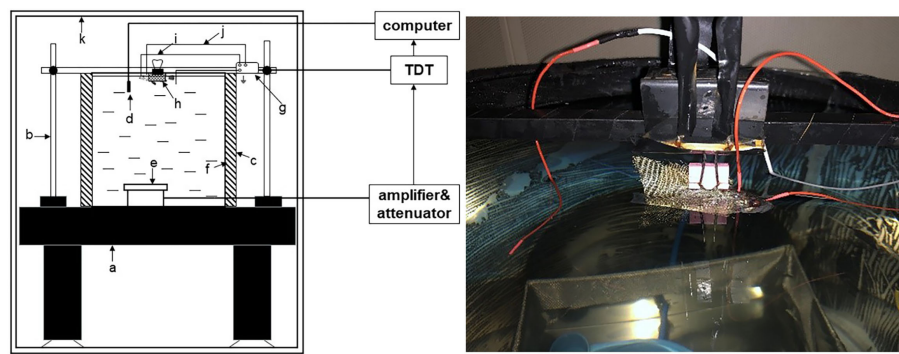 k
i
j
computer
TDT
g
h
d
b
e
f
c
amplifier&
attenuator
a